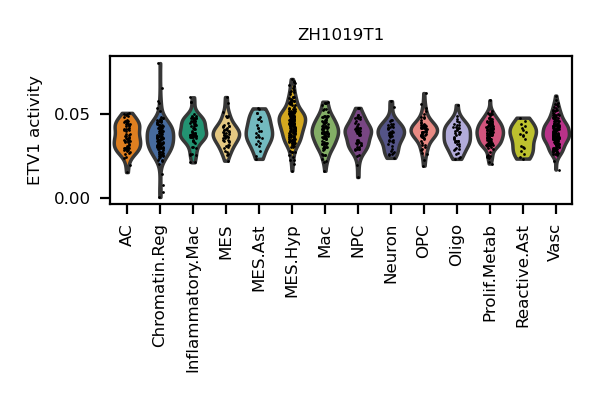 ZH1019T1
ETV1 activity
0.05
0.00
AC
Chromatin.Reg
Inflammatory.Mac
MES
MES.Ast
MES.Hyp
Mac
NPC
Neuron
OPC
Oligo
Prolif.Metab
Reactive.Ast
Vasc